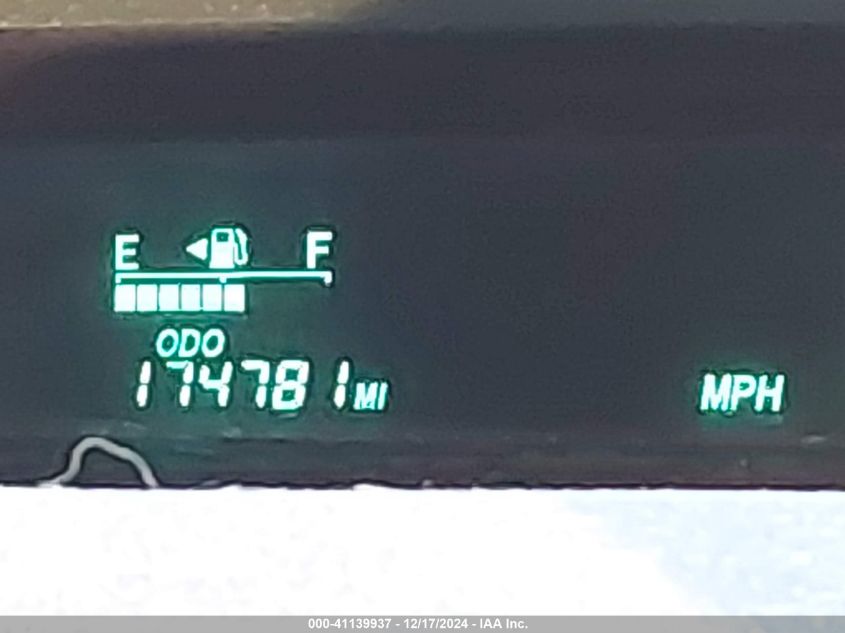 E F
ODO
174781 MI
MPH
000-41139937 - 12/17/2024 - IAA Inc.